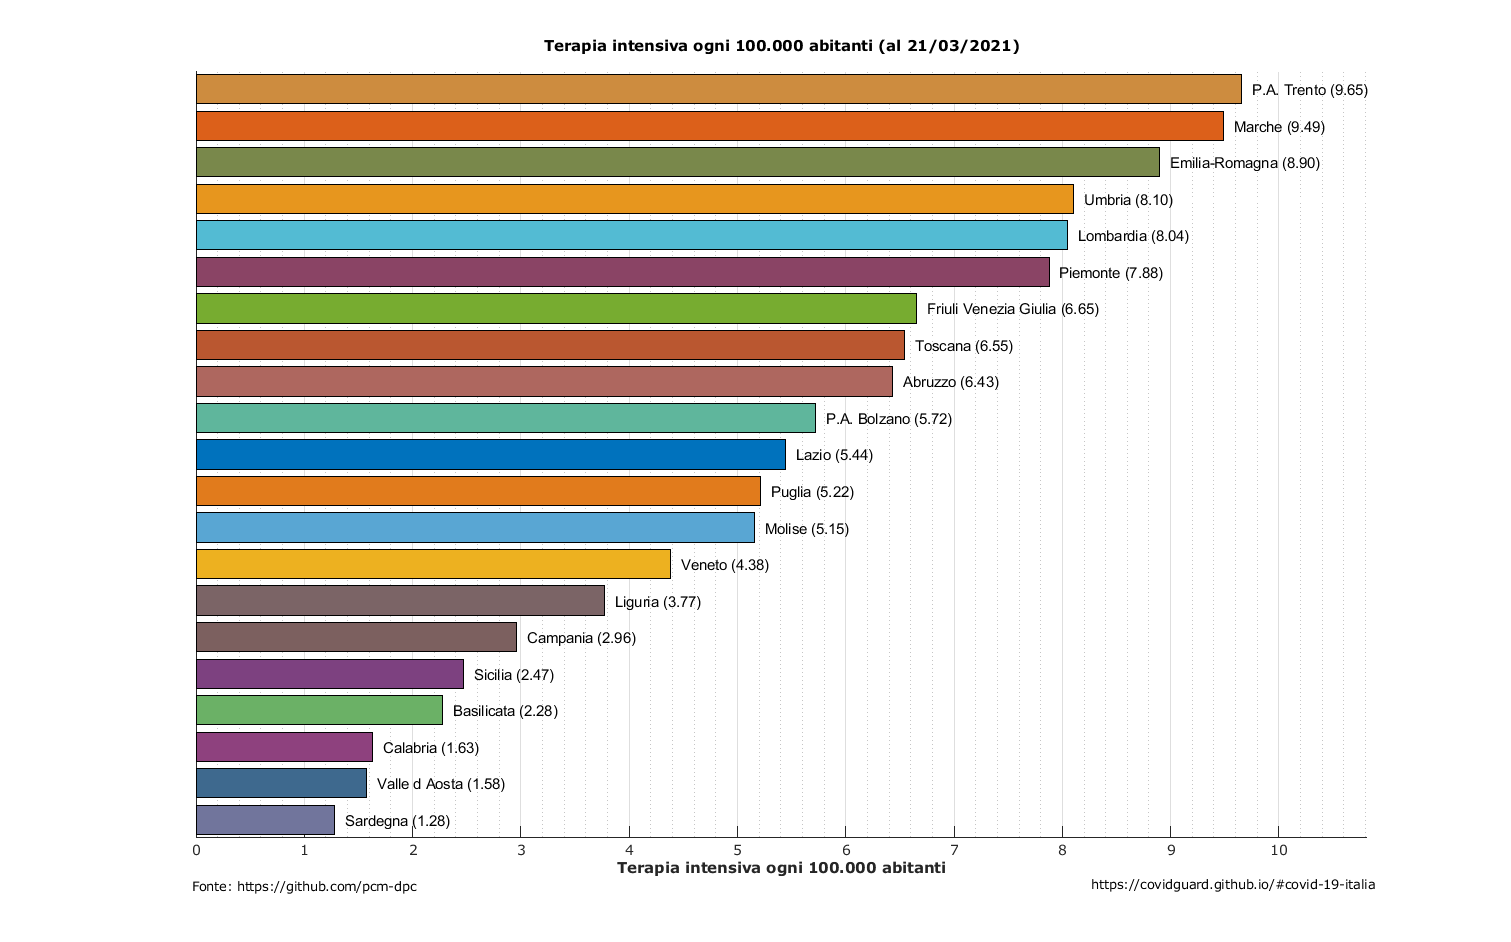 Terapia intensiva ogni 100.000 abitanti (al 21/03/2021)
P.A. Trento (9.65)
Marche (9.49)
Emilia-Romagna (8.90)
Umbria (8.10)
Lombardia (8.04)
Piemonte (7.88)
Friuli Venezia Giulia (6.65)
Toscana (6.55)
Abruzzo (6.43)
P.A. Bolzano (5.72)
Lazio (5.44)
Puglia (5.22)
Molise (5.15)
Veneto (4.38)
Liguria (3.77)
Campania (2.96)
Sicilia (2.47)
Basilicata (2.28)
Calabria (1.63)
Valle d Aosta (1.58)
Sardegna (1.28)
0 1 2 3 4 5 6 7 8 9 10
Terapia intensiva ogni 100.000 abitanti
Fonte: https://github.com/pcm-dpc
https://covidguard.github.io/#covid-19-italia